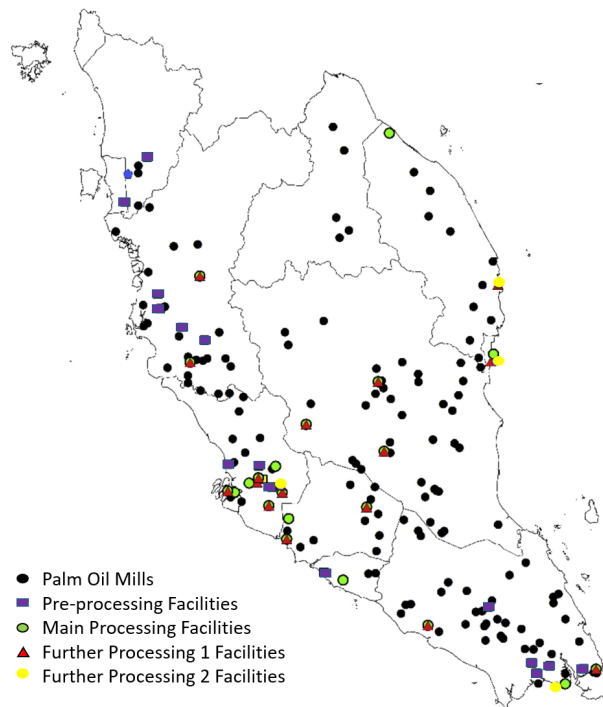 Palm Oil Mills
Pre-processing Facilities
Main Processing Facilities
Further Processing 1 Facilities
Further Processing 2 Facilities